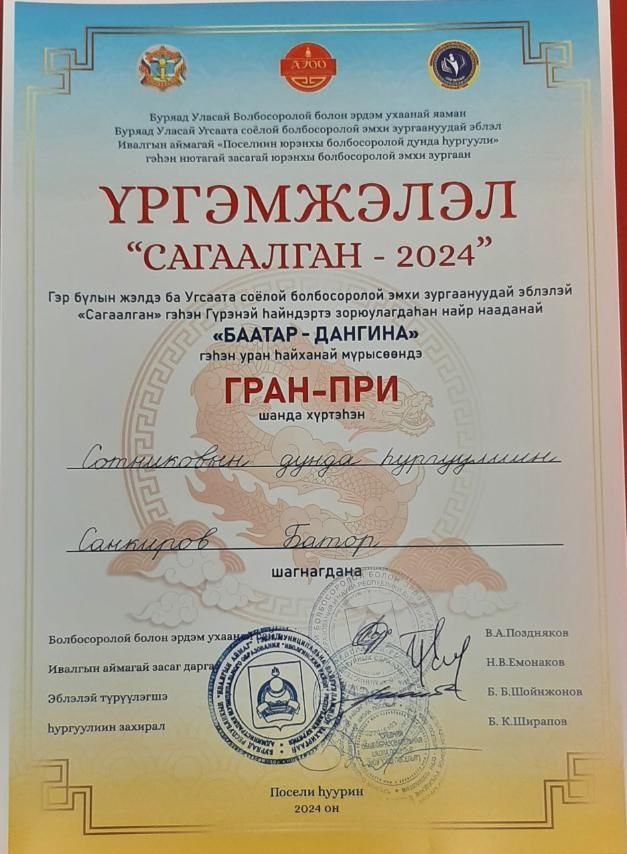 АЭОО
Буряад Уласай Болбосоролой болон эрдэм ухаанай яаман
Буряад Уласай Угсаата соёлой болбосоролой эмхи зургаануудай эблэл
Ивалгын аймагай «Поселиин юрэнхы болбосоролой дунда һургуули»
гэһэн нютагай засагай юрэнхы болбосоролой эмхи зургаан
ҮРГЭМЖЭЛЭЛ
“САГААЛГАН - 2024”
Гэр бүлын жэлдэ ба Угсаата соёлой болбосоролой эмхи зургаануудай эблэлэй
«Сагаалган» гэһэн Гүрэнэй һайндэртэ зорюулагдаһан найр нааданай
«БААТАР - ДАНГИНА»
гэһэн уран һайханай мүрысөөндэ
ГРАН-ПРИ
шанда хүртэһэн
Сотниковын дунда һургуулиин
Санкиров Батор
шагнагдана
Болбосоролой болон эрдэм ухаанай
В.А.Поздняков
Ивалгын аймагай засаг дарга
Н.В.Емонаков
Эблэлэй түрүүлэгшэ
Б. Б.Шойнжонов
һургуулиин захирал
Б. К.Ширапов
Посели һуурин
2024 он